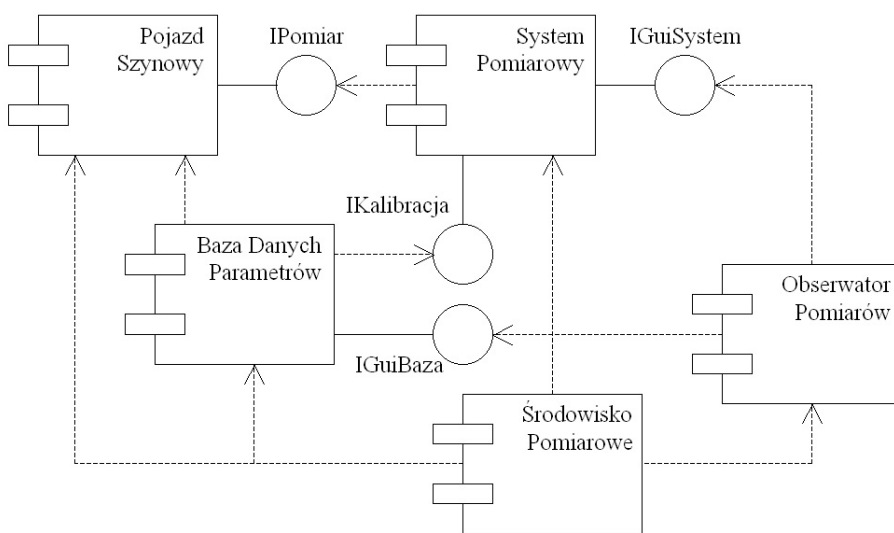 Pojazd
Szynowy
IPomiar
System
Pomiarowy
IGuiSystem
IKalibracja
Baza Danych
Parametrów
Obserwator
Pomiarów
IGuiBaza
Środowisko
Pomiarowe